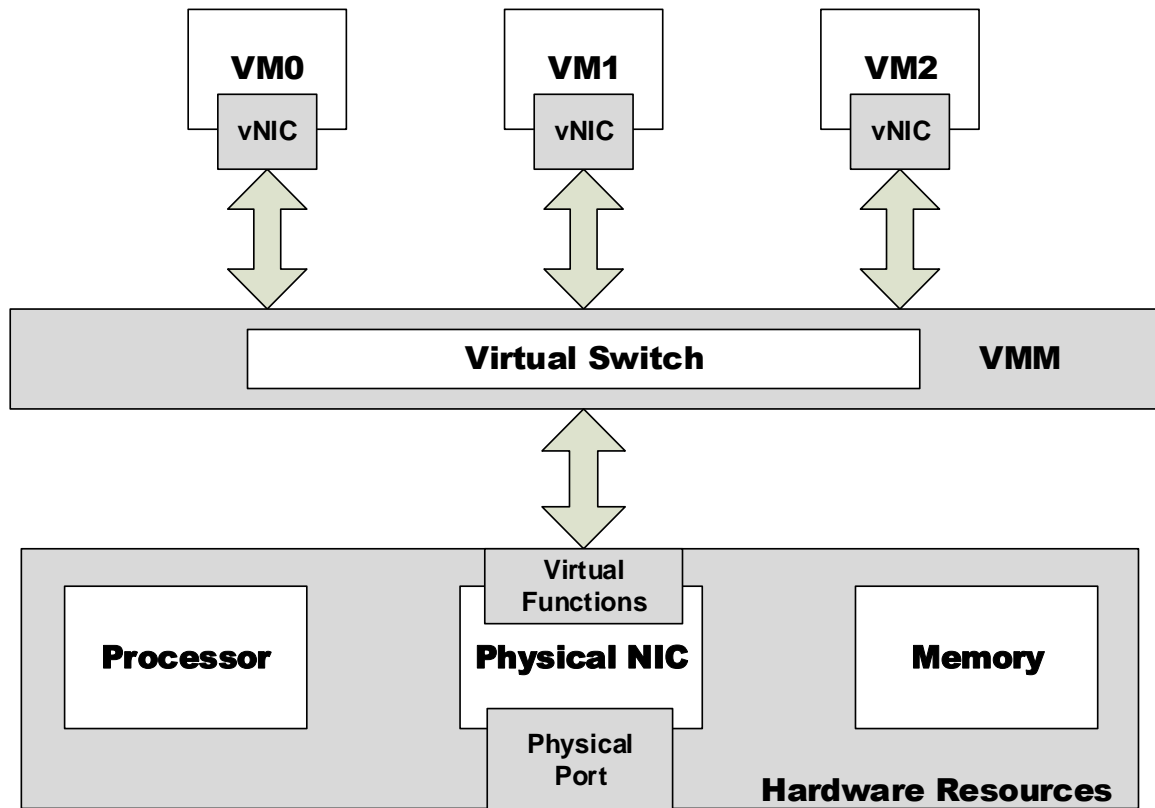 VM0
VM1
VM2
vNIC
vNIC
vNIC
Virtual Switch
VMM
Virtual
Functions
Processor
Physical NIC
Memory
Physical
Port
Hardware Resources